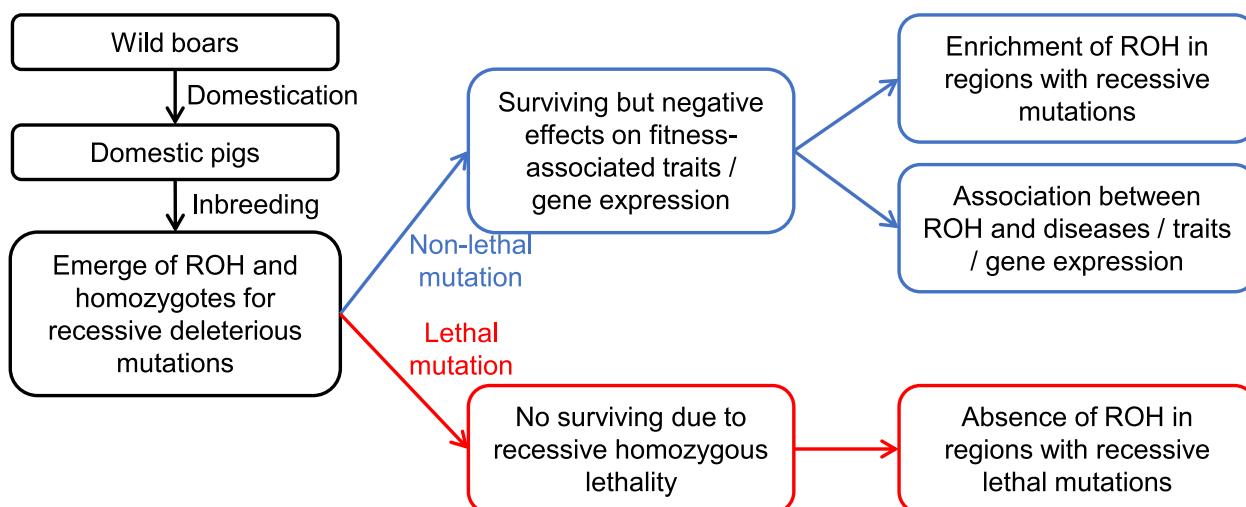 Wild boars
Domestication
Domestic pigs
Inbreeding
Emerge of ROH and
homozygotes for
recessive deleterious
mutations
Non-lethal
mutation
Lethal
mutation
Surviving but negative
effects on fitness-
associated traits /
gene expression
No surviving due to
recessive homozygous
lethality
Enrichment of ROH in
regions with recessive
mutations
Association between
ROH and diseases / traits
/ gene expression
Absence of ROH in
regions with recessive
lethal mutations